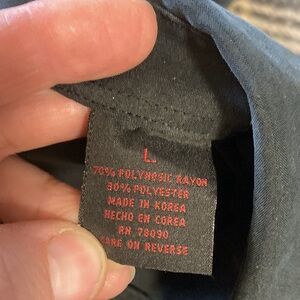 L
70% POLYNOSIC RAYON
30% POLYESTER
MADE IN KOREA
HECHO EN COREA
RN 78090
CARE ON REVERSE